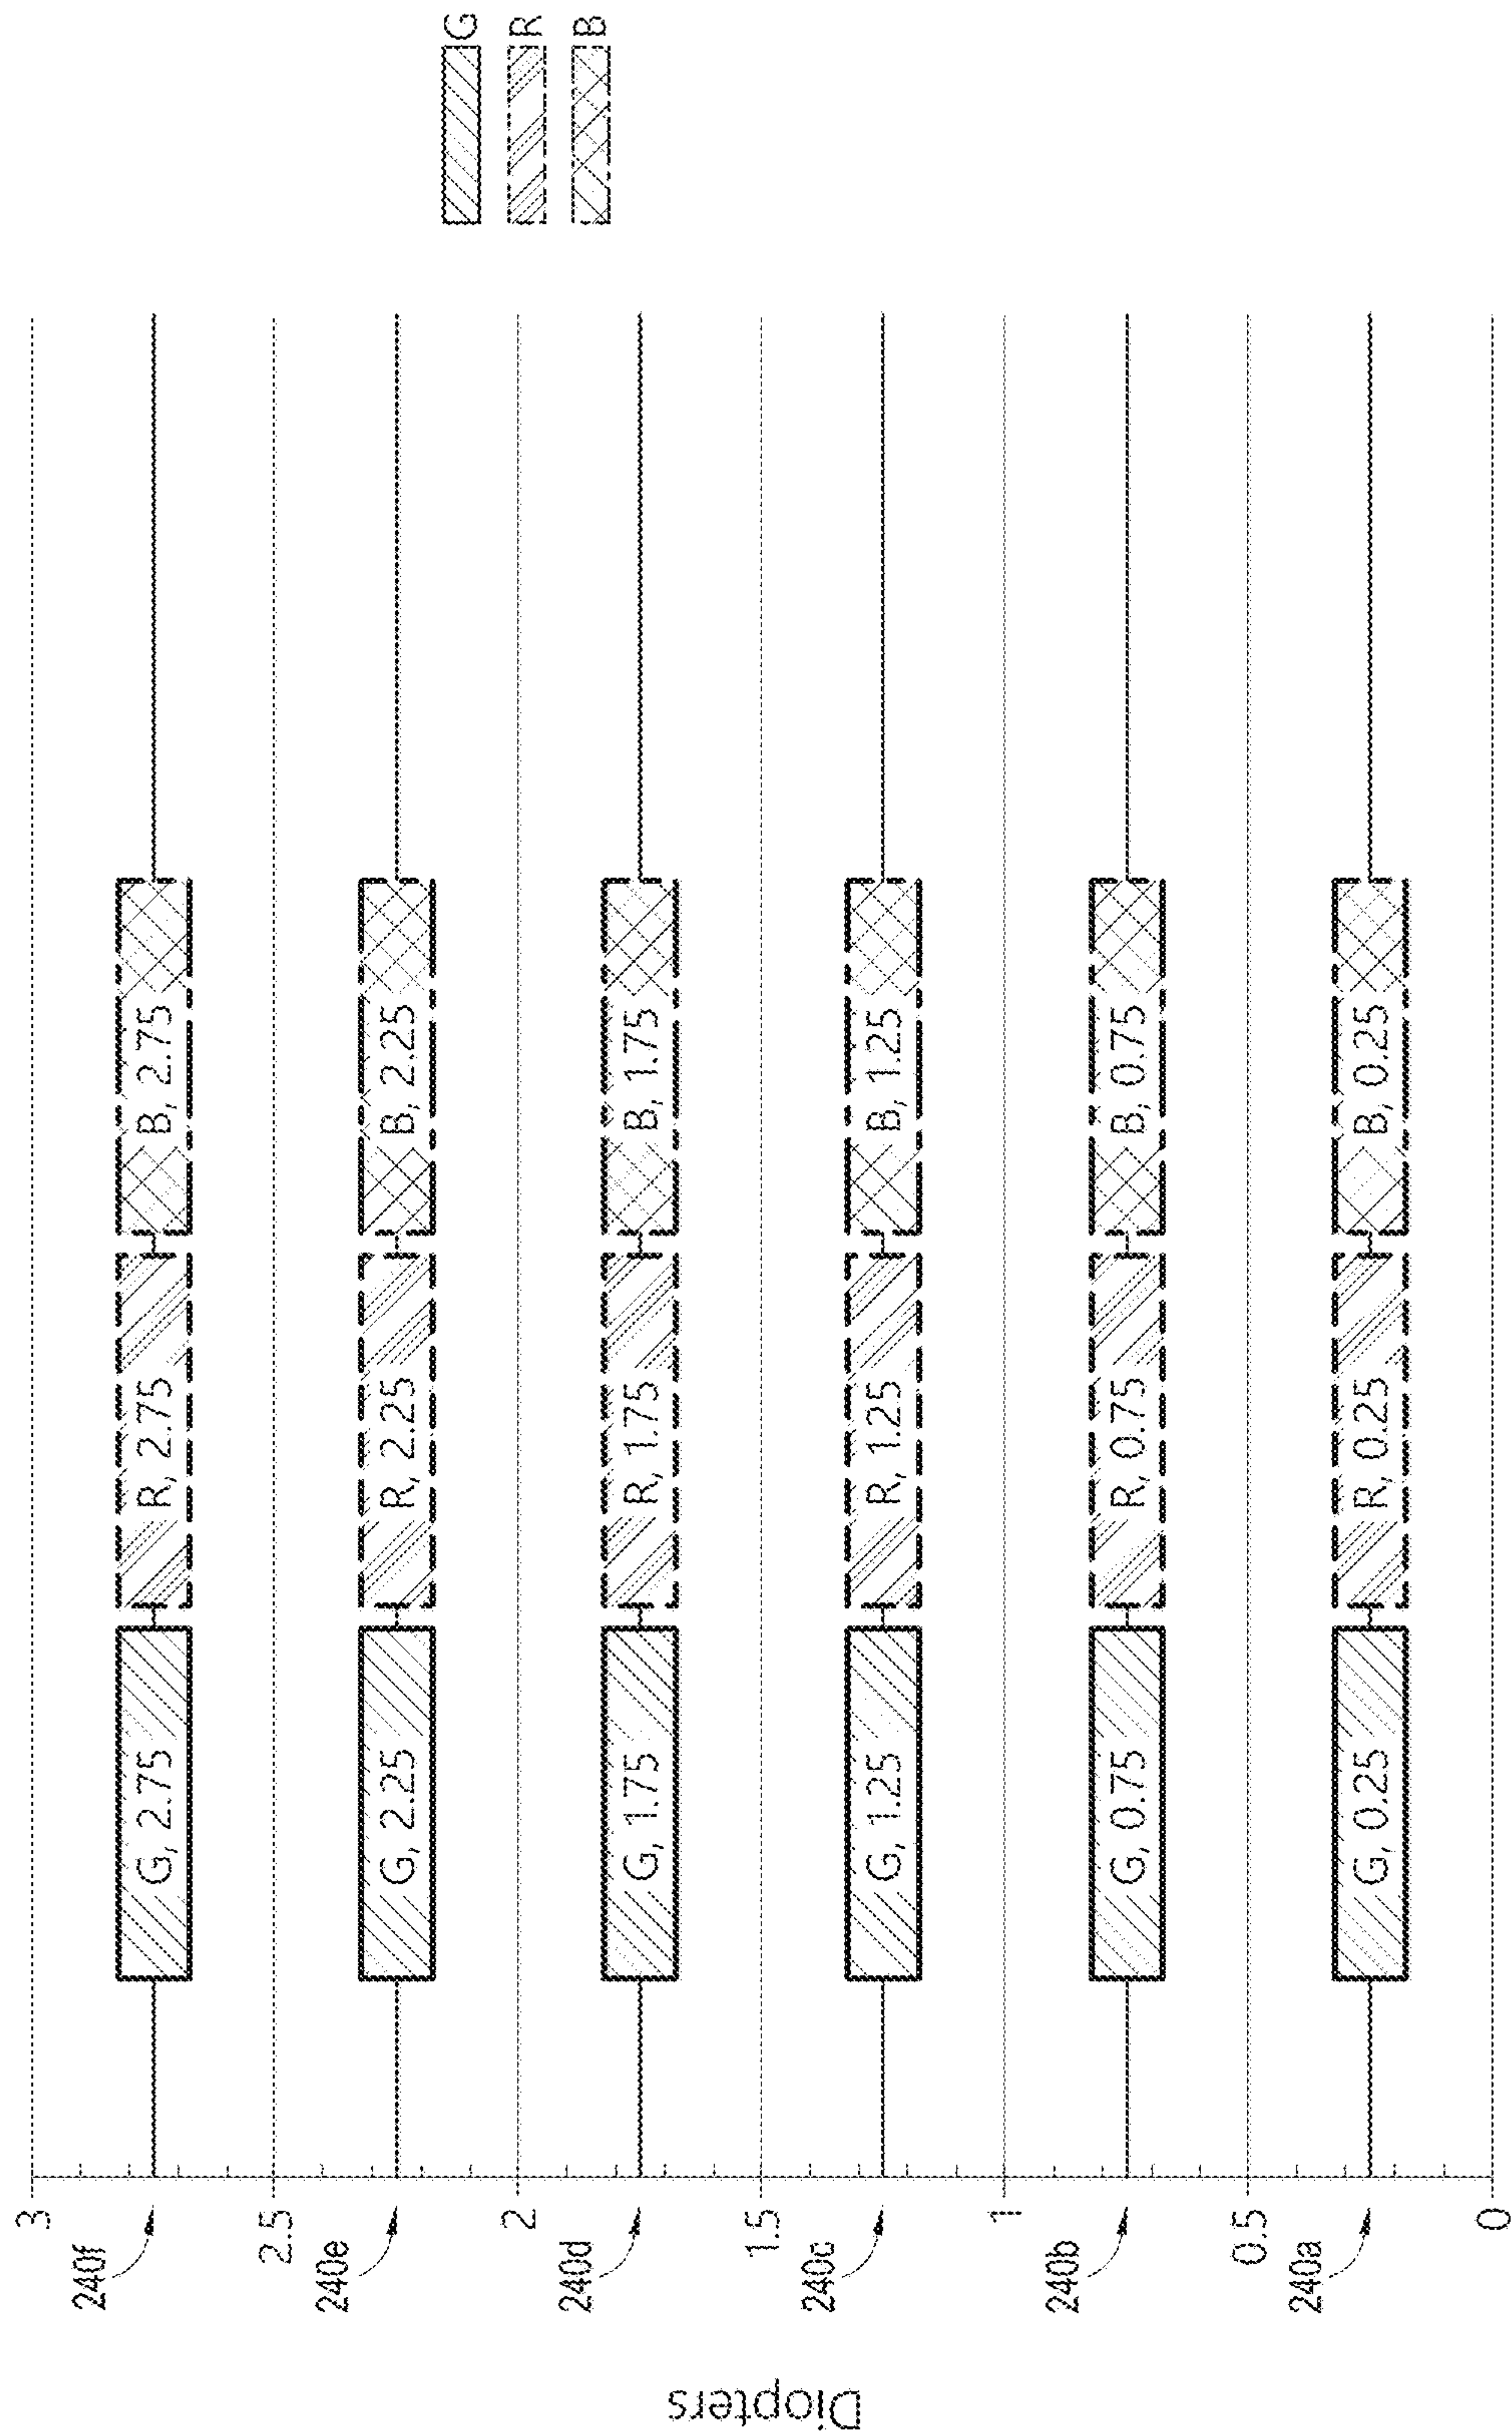 Diopters
3
240f
G, 2.75 R, 2.75 B, 2.75
2.5
240e
G, 2.25 R, 2.25 B, 2.25
2
240d
G, 1.75 R, 1.75 B, 1.75
1.5
240c
G, 1.25 R, 1.25 B, 1.25
1
240b
G, 0.75 R, 0.75 B, 0.75
0.5
240a
G, 0.25 R, 0.25 B, 0.25
0
G
R
B